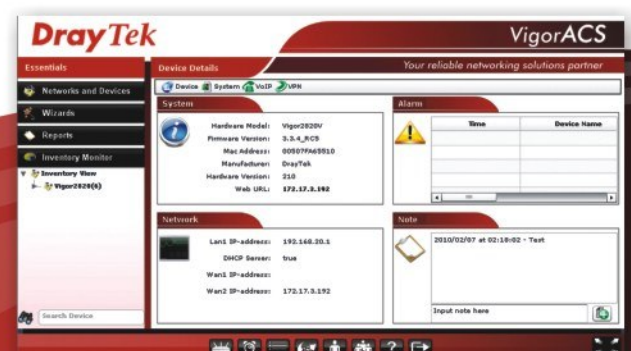 DrayTek
VigorACS
Essentials
Device Details
Your reliable networking solutions partner
Networks and Devices
Wizards
Reports
Inventory Monitor
Inventory View
Vigor2820(6)
Search Device
Device System VoIP VPN
System
Hardware Model: Vigor2820V
Firmware Version: 3.3.4_RC5
Mac Address: 00507FA65510
Manufacturer: DrayTek
Hardware Version: 210
Web URL: 172.17.3.192
Alarm
Time Device Name
Network
Lan1 IP-address: 192.168.20.1
DHCP Server: true
Wan1 IP-address:
Wan2 IP-address: 172.17.3.192
Note
2010/02/07 at 02:18:02 - Test
Input note here